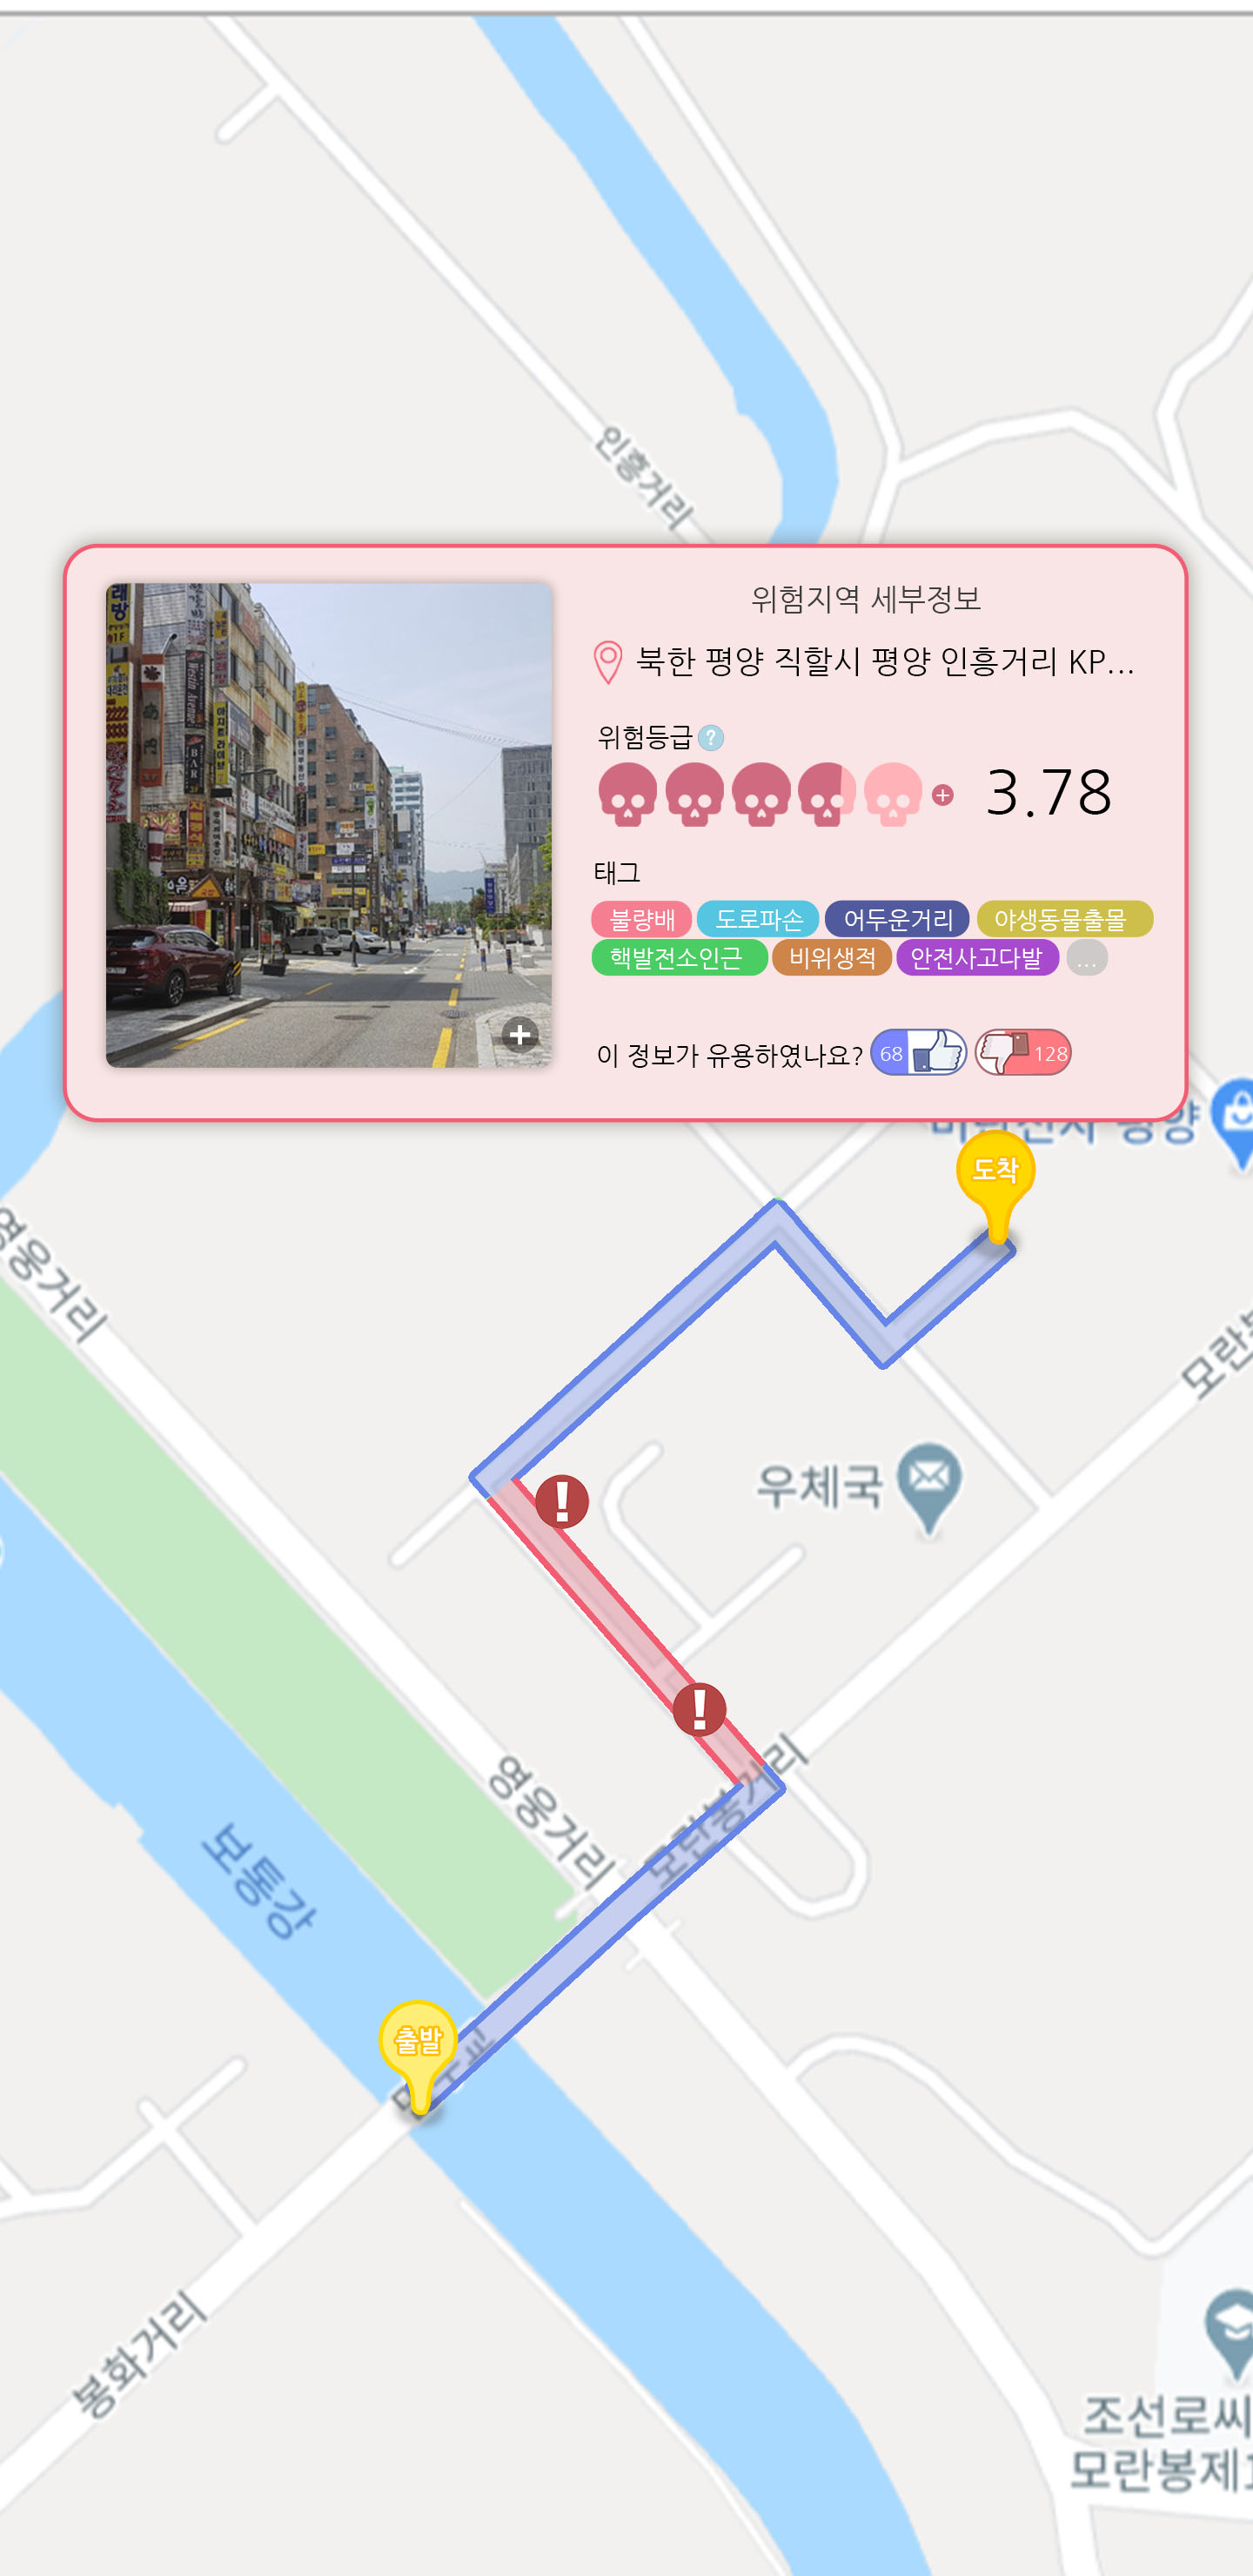 인흥거리
위험지역 세부정보
북한 평양 직할시 평양 인흥거리 KP...
위험등급 ?
3.78
태그
불량배 도로파손 어두운거리 야생동물출몰
핵발전소인근 비위생적 안전사고다발 ...
이 정보가 유용하였나요? 68 128
래방
1F
BAR
평양
도착
영웅거리
모란
우체국
!
!
영웅거리
모란봉거리
보통강
출발
교
봉화거리
조선로씨
모란봉제1